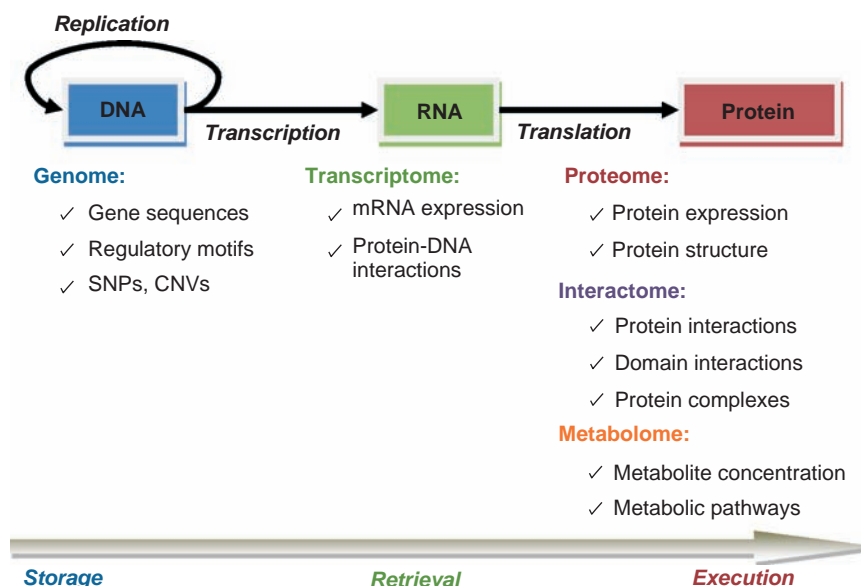 Replication
DNA
RNA
Protein
Transcription
Translation
Genome:
✓ Gene sequences
✓ Regulatory motifs
✓ SNPs, CNVs
Transcriptome:
✓ mRNA expression
✓ Protein-DNA
interactions
Proteome:
✓ Protein expression
✓ Protein structure
Interactome:
✓ Protein interactions
✓ Domain interactions
✓ Protein complexes
Metabolome:
✓ Metabolite concentration
✓ Metabolic pathways
Storage
Retrieval
Execution